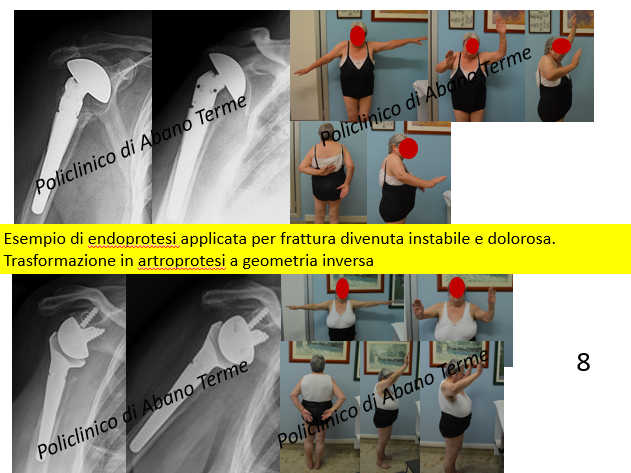 Policlinico di Abano Terme
Policlinico di Abano Terme
Esempio di endoprotesi applicata per frattura divenuta instabile e dolorosa.
Trasformazione in artroprotesi a geometria inversa
Policlinico di Abano Terme
Policlinico di Abano Terme
8